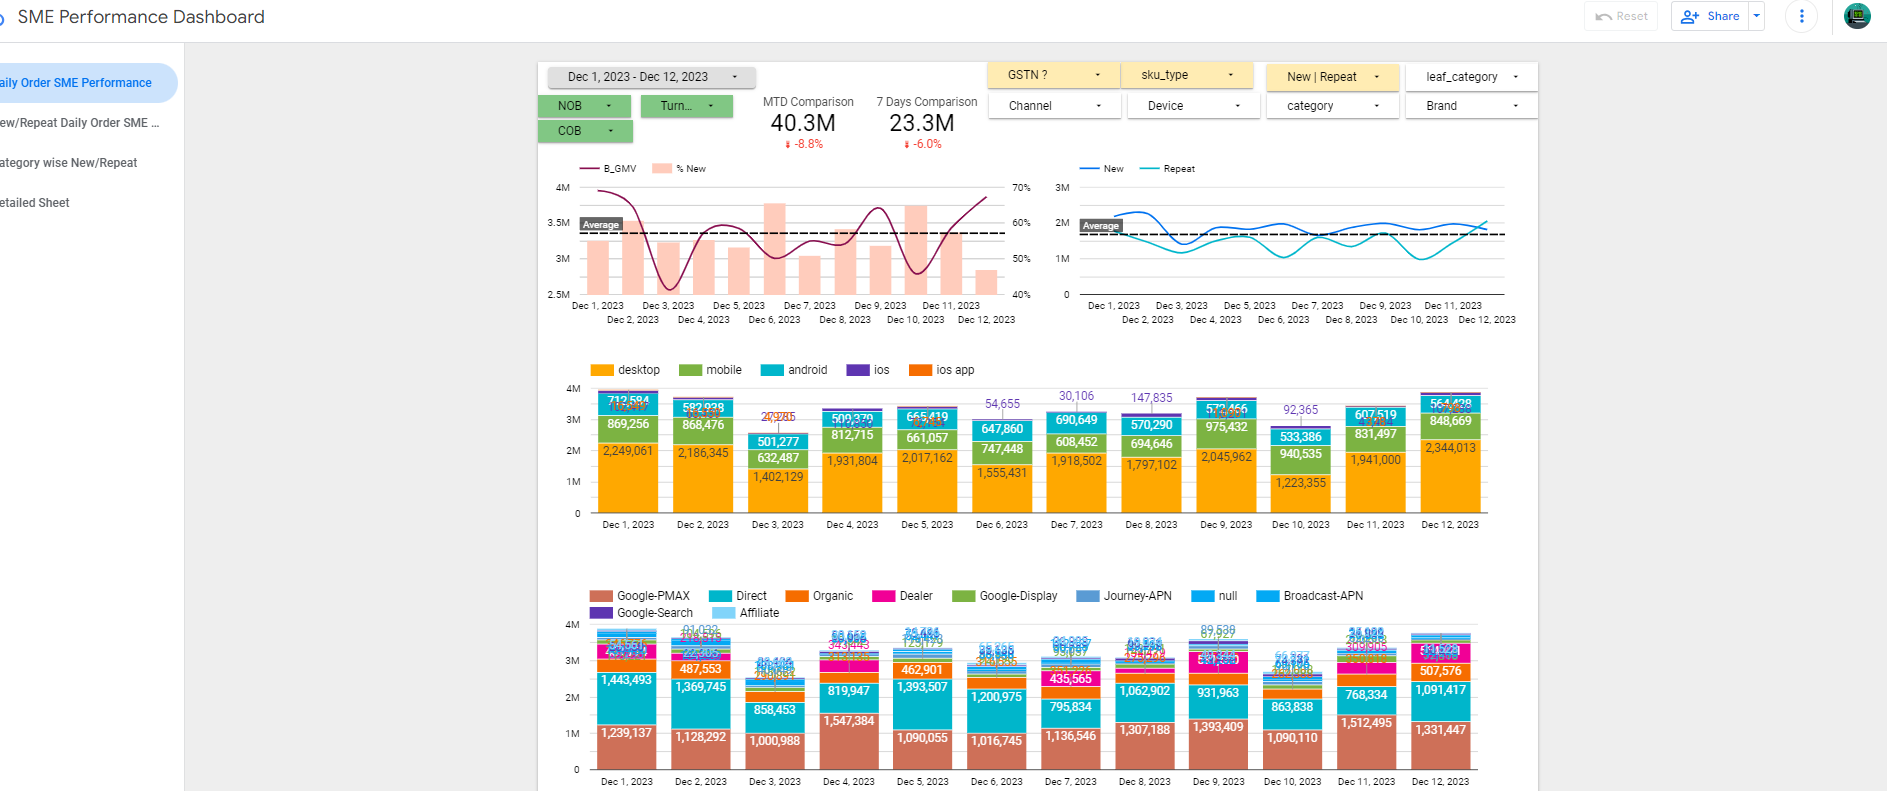 SME Performance Dashboard
Reset
Share
aily Order SME Performance
ew/Repeat Daily Order SME ...
ategory wise New/Repeat
etailed Sheet
Dec 1, 2023 - Dec 12, 2023
GSTN ?
sku_type
New | Repeat
leaf_category
NOB
Turn...
MTD Comparison
7 Days Comparison
Channel
Device
category
Brand
COB
40.3M
23.3M
-8.8%
-6.0%
B_GMV
% New
4M
3.5M
3M
2.5M
70%
60%
50%
40%
Average
Dec 1, 2023
Dec 3, 2023
Dec 5, 2023
Dec 7, 2023
Dec 9, 2023
Dec 11, 2023
Dec 2, 2023
Dec 4, 2023
Dec 6, 2023
Dec 8, 2023
Dec 10, 2023
Dec 12, 2023
New
Repeat
3M
2M
1M
0
Average
Dec 1, 2023
Dec 3, 2023
Dec 5, 2023
Dec 7, 2023
Dec 9, 2023
Dec 11, 2023
Dec 2, 2023
Dec 4, 2023
Dec 6, 2023
Dec 8, 2023
Dec 10, 2023
Dec 12, 2023
desktop
mobile
android
ios
ios app
4M
3M
2M
1M
0
712,584
869,256
2,249,061
868,476
2,186,345
501,277
632,487
1,402,129
509,370
812,715
1,931,804
665,419
661,057
2,017,162
54,655
647,860
747,448
1,555,431
30,106
690,649
608,452
1,918,502
147,835
570,290
694,646
1,797,102
572,466
975,432
2,045,962
92,365
533,386
940,535
1,223,355
607,519
831,497
1,941,000
564,428
848,669
2,344,013
Dec 1, 2023
Dec 2, 2023
Dec 3, 2023
Dec 4, 2023
Dec 5, 2023
Dec 6, 2023
Dec 7, 2023
Dec 8, 2023
Dec 9, 2023
Dec 10, 2023
Dec 11, 2023
Dec 12, 2023
Google-PMAX
Direct
Organic
Dealer
Google-Display
Journey-APN
null
Broadcast-APN
Google-Search
Affiliate
4M
3M
2M
1M
0
1,443,493
1,239,137
91,032
487,553
1,369,745
1,128,292
858,453
1,000,988
343,443
819,947
1,547,384
462,901
1,393,507
1,090,055
1,200,975
1,016,745
435,565
795,834
1,136,546
1,062,902
1,307,188
89,539
67,927
931,963
1,393,409
863,838
1,090,110
309,905
768,334
1,512,495
507,576
1,091,417
1,331,447
Dec 1, 2023
Dec 2, 2023
Dec 3, 2023
Dec 4, 2023
Dec 5, 2023
Dec 6, 2023
Dec 7, 2023
Dec 8, 2023
Dec 9, 2023
Dec 10, 2023
Dec 11, 2023
Dec 12, 2023